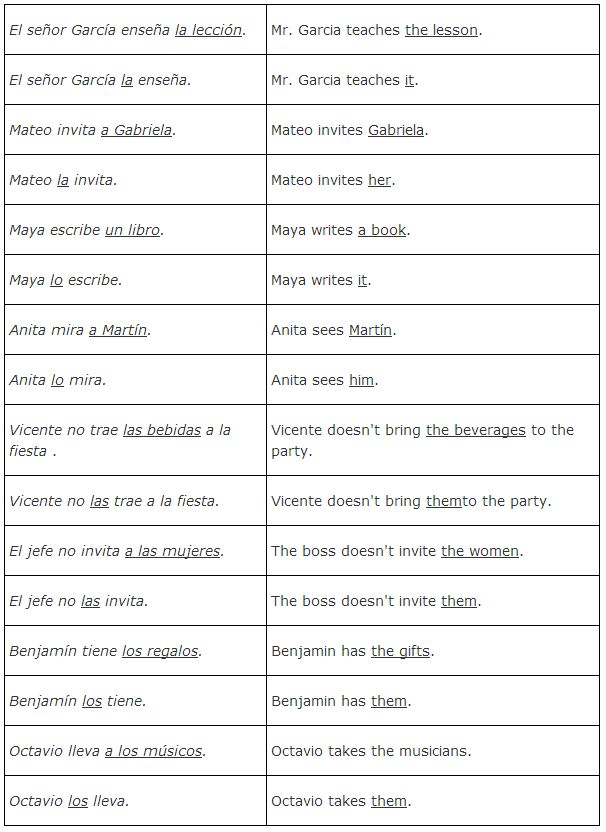 El señor García enseña la lección.
Mr. Garcia teaches the lesson.
El señor García la enseña.
Mr. Garcia teaches it.
Mateo invita a Gabriela.
Mateo invites Gabriela.
Mateo la invita.
Mateo invites her.
Maya escribe un libro.
Maya writes a book.
Maya lo escribe.
Maya writes it.
Anita mira a Martín.
Anita sees Martín.
Anita lo mira.
Anita sees him.
Vicente no trae las bebidas a la
fiesta .
Vicente doesn't bring the beverages to the
party.
Vicente no las trae a la fiesta.
Vicente doesn't bring themto the party.
El jefe no invita a las mujeres.
The boss doesn't invite the women.
El jefe no las invita.
The boss doesn't invite them.
Benjamín tiene los regalos.
Benjamin has the gifts.
Benjamín los tiene.
Benjamin has them.
Octavio lleva a los músicos.
Octavio takes the musicians.
Octavio los lleva.
Octavio takes them.